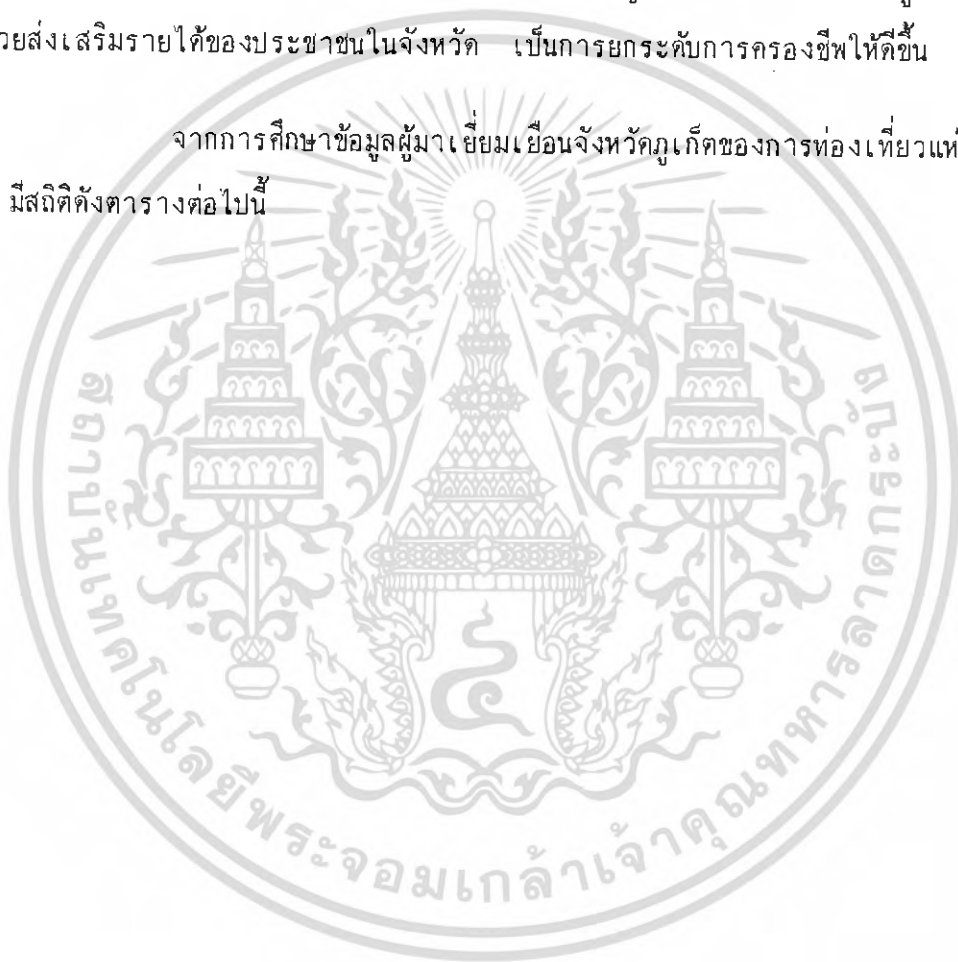 วยส่งเสริมรายได้ของประชาชนในจังหวัด เป็นการยกระดับการครองชีพให้ดีขึ้น
จากการศึกษาข้อมูลผู้มาเยี่ยมเยือนจังหวัดภูเก็ตของการท่องเที่ยวแห
มีสถิติดังตารางต่อไปนี้
สถาบันเทคโนโลยีพระจอมเกล้าเจ้าคุณทหารลาดกระบัง